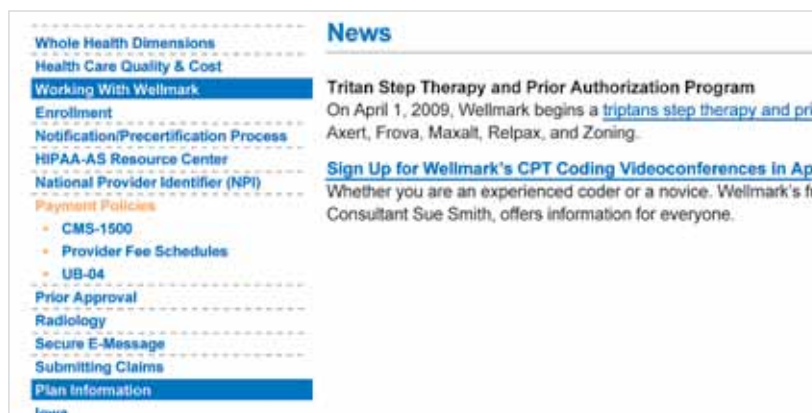 Whole Health Dimensions
Health Care Quality & Cost
Working With Wellmark
Enrollment
Notification/Precertification Process
HIPAA-AS Resource Center
National Provider Identifier (NPI)
Payment Policies
CMS-1500
Provider Fee Schedules
UB-04
Prior Approval
Radiology
Secure E-Message
Submitting Claims
Plan Information
Iowa
News
Tritan Step Therapy and Prior Authorization Program
On April 1, 2009, Wellmark begins a triptans step therapy and pri
Axert, Frova, Maxalt, Relpax, and Zoning.
Sign Up for Wellmark's CPT Coding Videoconferences in Ap
Whether you are an experienced coder or a novice. Wellmark's f
Consultant Sue Smith, offers information for everyone.